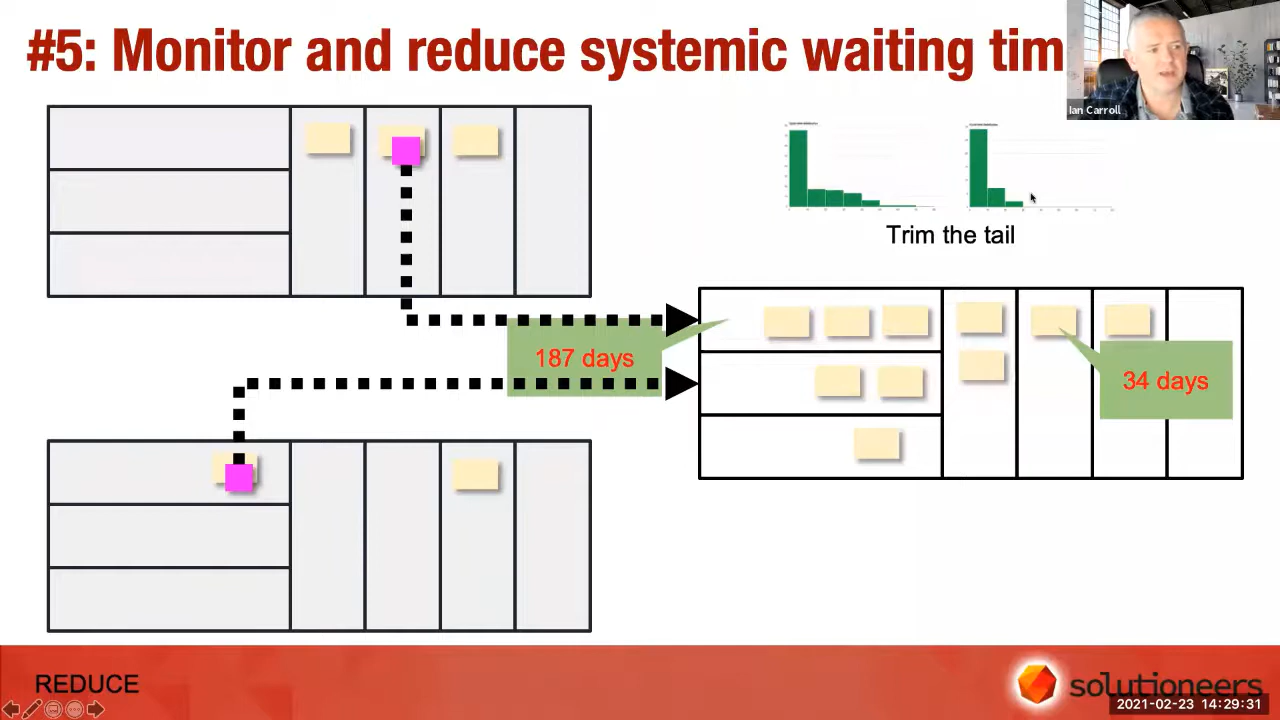 #5: Monitor and reduce systemic waiting tim
Ian Carroll
Trim the tail
187 days
34 days
REDUCE
solutioneers
2021-02-23 14:29:31